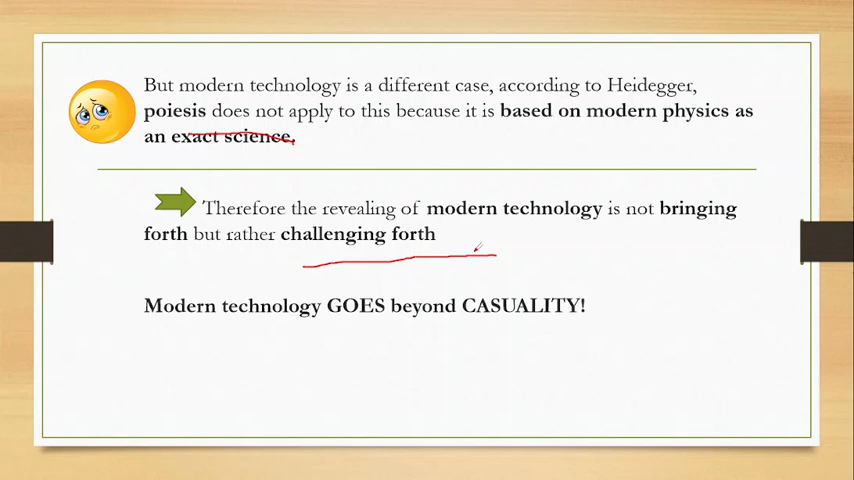 But modern technology is a different case, according to Heidegger,
poiesis does not apply to this because it is based on modern physics as
an exact science.
Therefore the revealing of modern technology is not bringing
forth but rather challenging forth
Modern technology GOES beyond CASUALITY!